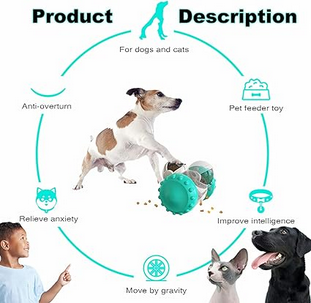 Product Description
For dogs and cats
Anti-overturn
Pet feeder toy
Relieve anxiety
Improve intelligence
Move by gravity